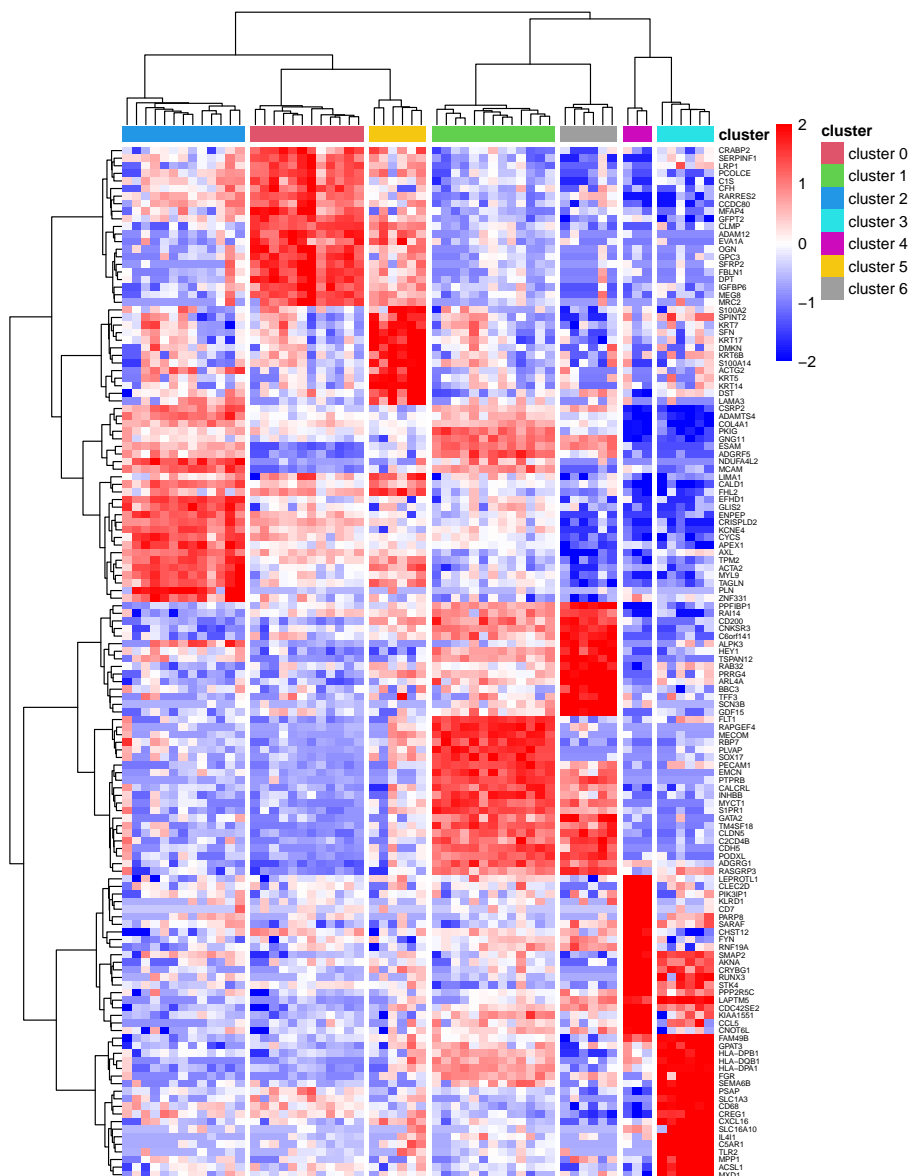 cluster
2
1
0
−1
−2
cluster
cluster 0
cluster 1
cluster 2
cluster 3
cluster 4
cluster 5
cluster 6
CRABP2
SERPINF1
LRP1
PCOLCE
C1S
CFH
RARRES2
CCDC80
MFAP4
GFPT2
CLMP
ADAM12
EVA1A
OGN
GPC3
SFRP2
FBLN1
DPT
IGFBP6
MEG8
MRC2
S100A2
SPINT2
KRT7
SFN
KRT17
DMKN
KRT6B
S100A14
ACTG2
KRT5
KRT14
DST
LAMA3
CSRP2
ADAMTS4
COL4A1
PKIG
GNG11
ESAM
ADGRF5
NDUFA4L2
MCAM
LIMA1
CALD1
FHL2
EFHD1
GLIS2
ENPEP
CRISPLD2
KCNE4
CYCS
APEX1
AXL
TPM2
ACTA2
MYL9
TAGLN
PLN
ZNF331
PPFIBP1
RAI14
CD200
CNKSR3
C6orf141
ALPK3
HEY1
TSPAN12
RAB32
PRRG4
ARL4A
BBC3
TFF3
SCN3B
GDF15
FLT1
RAPGEF4
MECOM
RBP7
PLVAP
SOX17
PECAM1
EMCN
PTPRB
CALCRL
INHBB
MYCT1
S1PR1
GATA2
TM4SF18
CLDN5
C2CD4B
CDH5
PODXL
ADGRG1
RASGRP3
LEPROTL1
CLEC2D
PIK3IP1
KLRD1
CD7
PARP8
SARAF
CHST12
FYN
RNF19A
SMAP2
AKNA
CRYBG1
RUNX3
STK4
PPP2R5C
LAPTM5
CDC42SE2
KIAA1551
CCL5
CNOT6L
FAM49B
GPAT3
HLA−DPB1
HLA−DQB1
HLA−DPA1
FGR
SEMA6B
PSAP
SLC1A3
CD68
CREG1
CXCL16
SLC16A10
IL4I1
C5AR1
TLR2
MPP1
ACSL1
MXD1